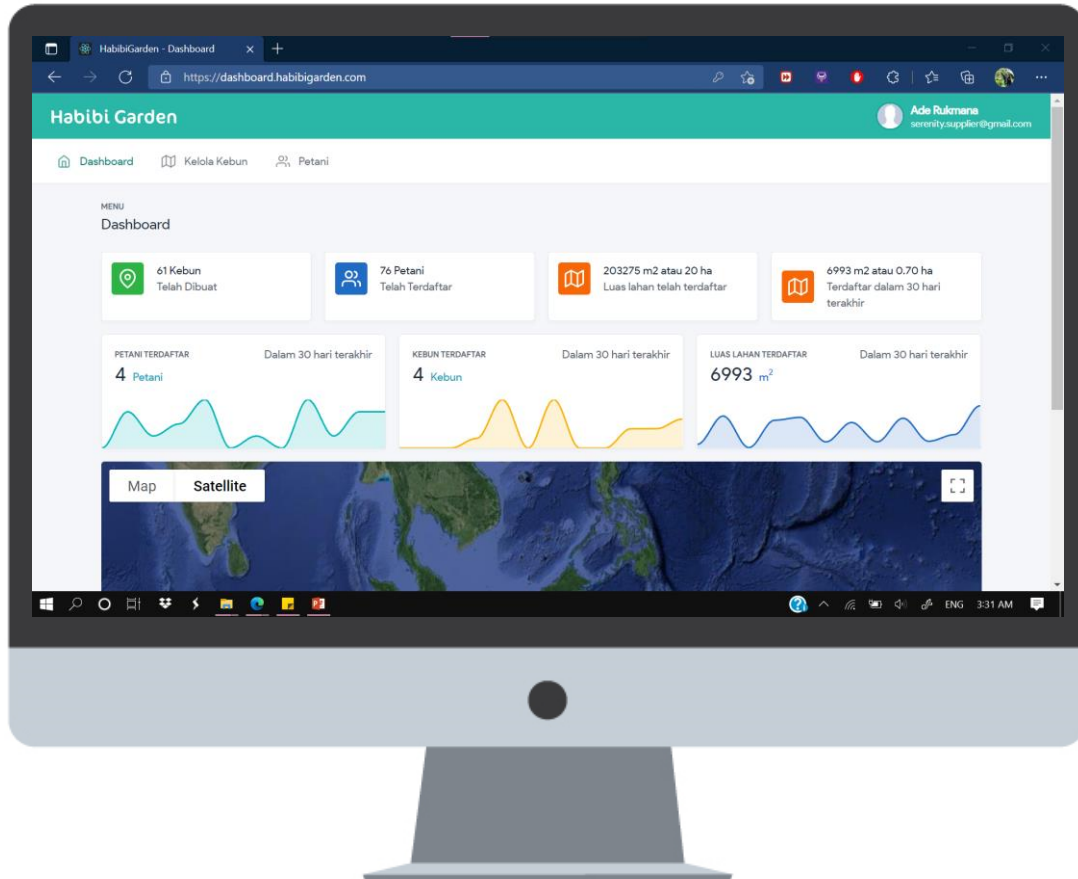 HabibiGarden - Dashboard
https://dashboard.habibigarden.com
Habibi Garden
Ade Rukmana
serenity.supplier@gmail.com
Dashboard
Kelola Kebun
Petani
MENU
Dashboard
61 Kebun
Telah Dibuat
76 Petani
Telah Terdaftar
203275 m2 atau 20 ha
Luas lahan telah terdaftar
6993 m2 atau 0.70 ha
Terdaftar dalam 30 hari
terakhir
PETANI TERDAFTAR
Dalam 30 hari terakhir
4 Petani
KEBUN TERDAFTAR
Dalam 30 hari terakhir
4 Kebun
LUAS LAHAN TERDAFTAR
Dalam 30 hari terakhir
6993 m²
Map
Satellite
ENG
3:31 AM